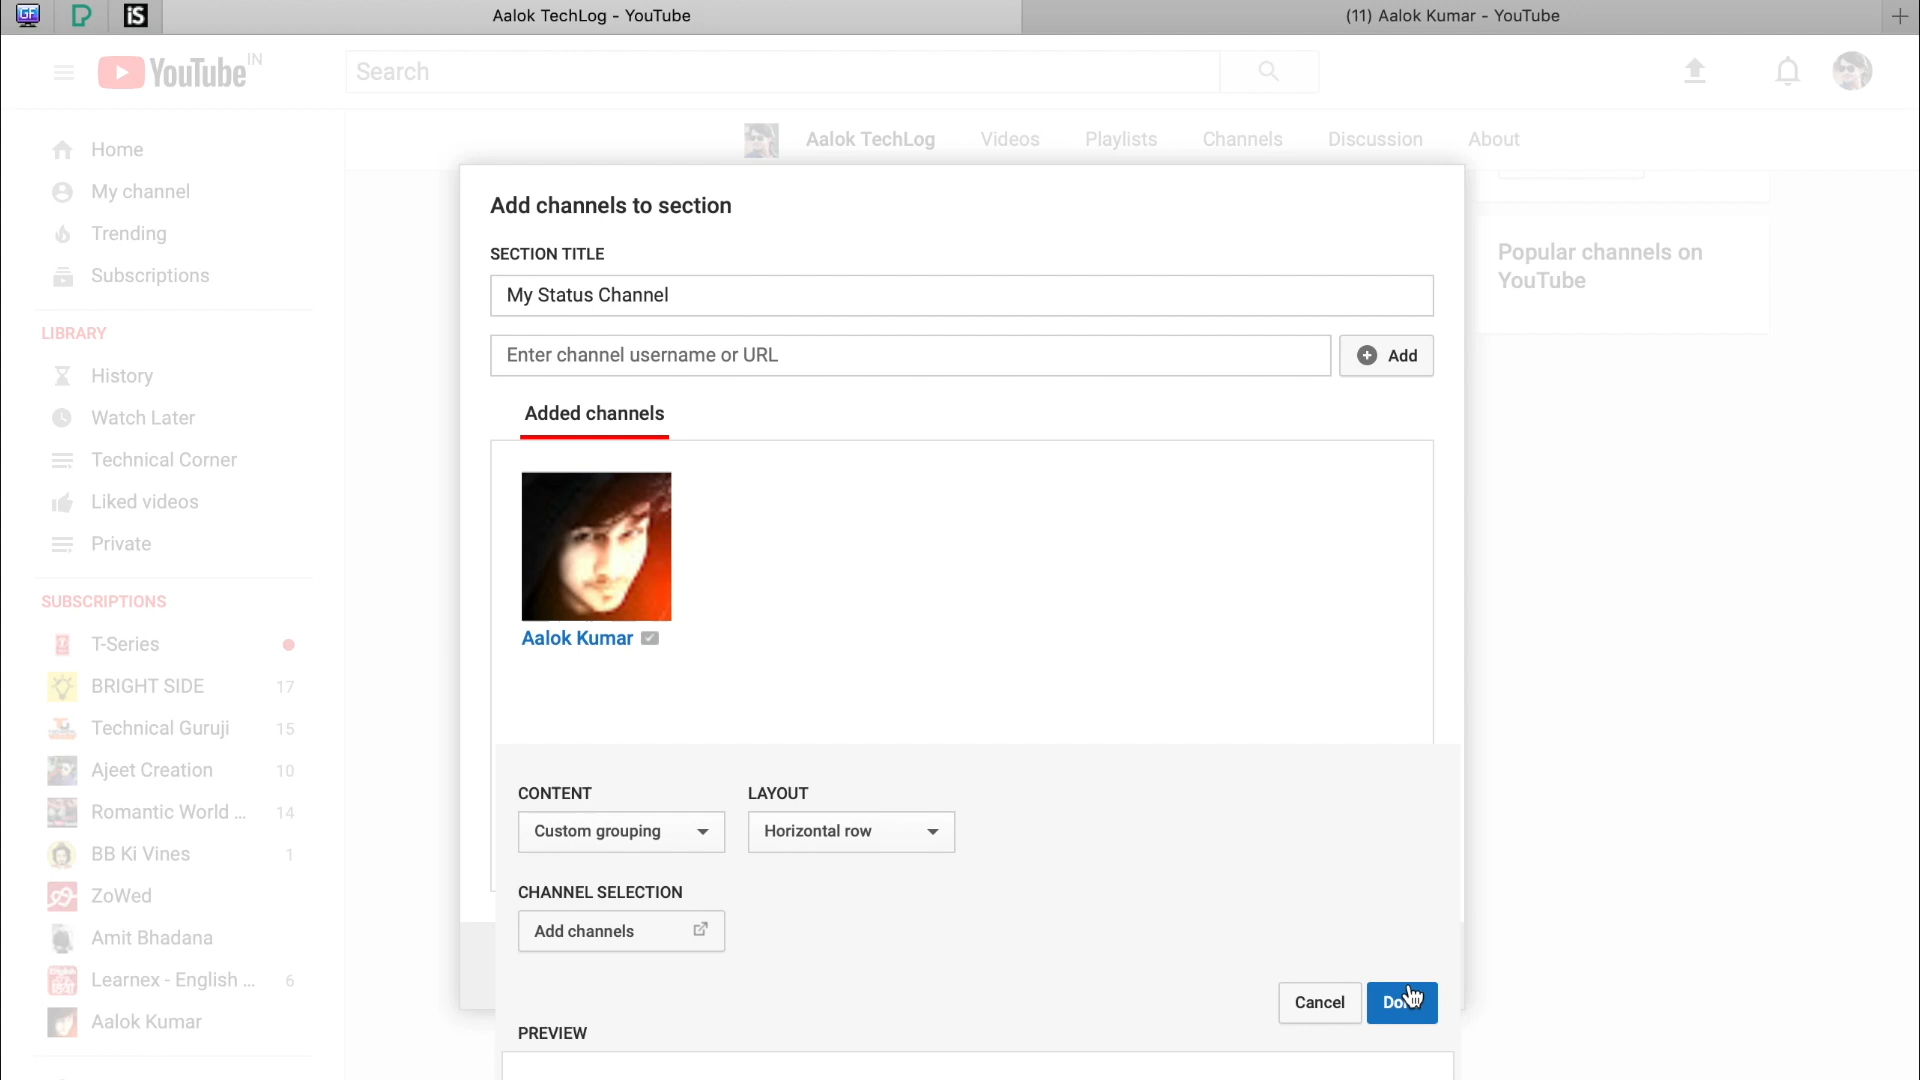 GF
iS
Aalok TechLog - YouTube
(11) Aalok Kumar - YouTube
YouTube IN
Search
Aalok TechLog
Videos
Playlists
Channels
Discussion
About
Home
My channel
Trending
Subscriptions
LIBRARY
History
Watch Later
Technical Corner
Liked videos
Private
SUBSCRIPTIONS
T-Series
BRIGHT SIDE 17
Technical Guruji 15
Ajeet Creation 10
Romantic World ... 14
BB Ki Vines 1
ZoWed
Amit Bhadana
Learnex - English ... 6
Aalok Kumar
Add channels to section
SECTION TITLE
My Status Channel
Enter channel username or URL
Add
Added channels
Aalok Kumar
CONTENT
Custom grouping
LAYOUT
Horizontal row
CHANNEL SELECTION
Add channels
Cancel
PREVIEW
Popular channels on
YouTube